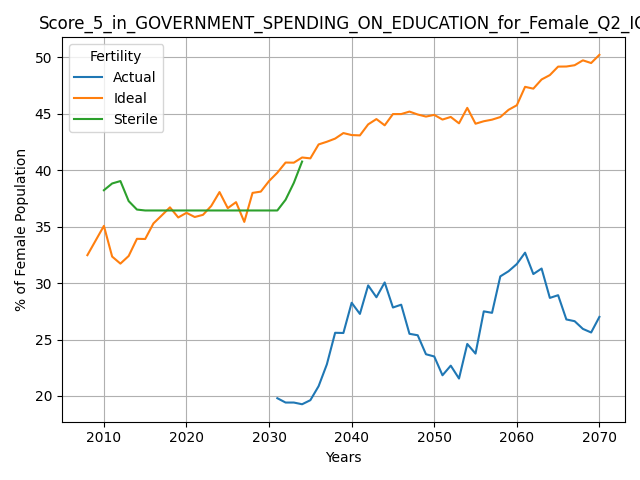 Score_5_in_GOVERNMENT_SPENDING_ON_EDUCATION_for_Female_Q2_IQ
Fertility
Actual
Ideal
Sterile
% of Female Population
50
45
40
35
30
25
20
2010 2020 2030 2040 2050 2060 2070
Years